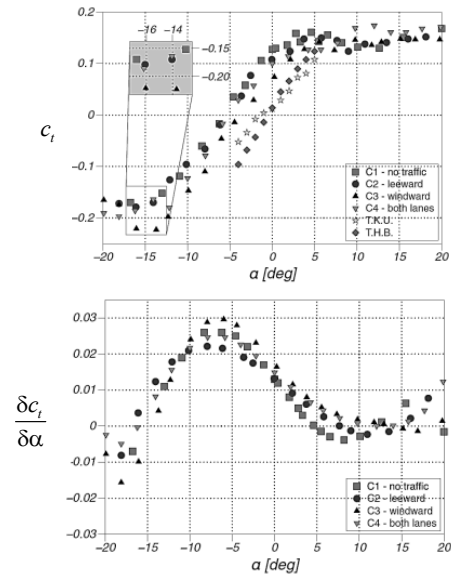 0.2
-16 -14
-0.15
-0.20
0.1
c_t
0
-0.1
-0.2
C1 - no traffic
C2 - leeward
C3 - windward
C4 - both lanes
T.K.U.
T.H.B.
-20 -15 -10 -5 0 5 10 15 20
α [deg]
0.03
0.02
0.01
δc_t
δα
0
-0.01
-0.02
-0.03
C1 - no traffic
C2 - leeward
C3 - windward
C4 - both lanes
-20 -15 -10 -5 0 5 10 15 20
α [deg]